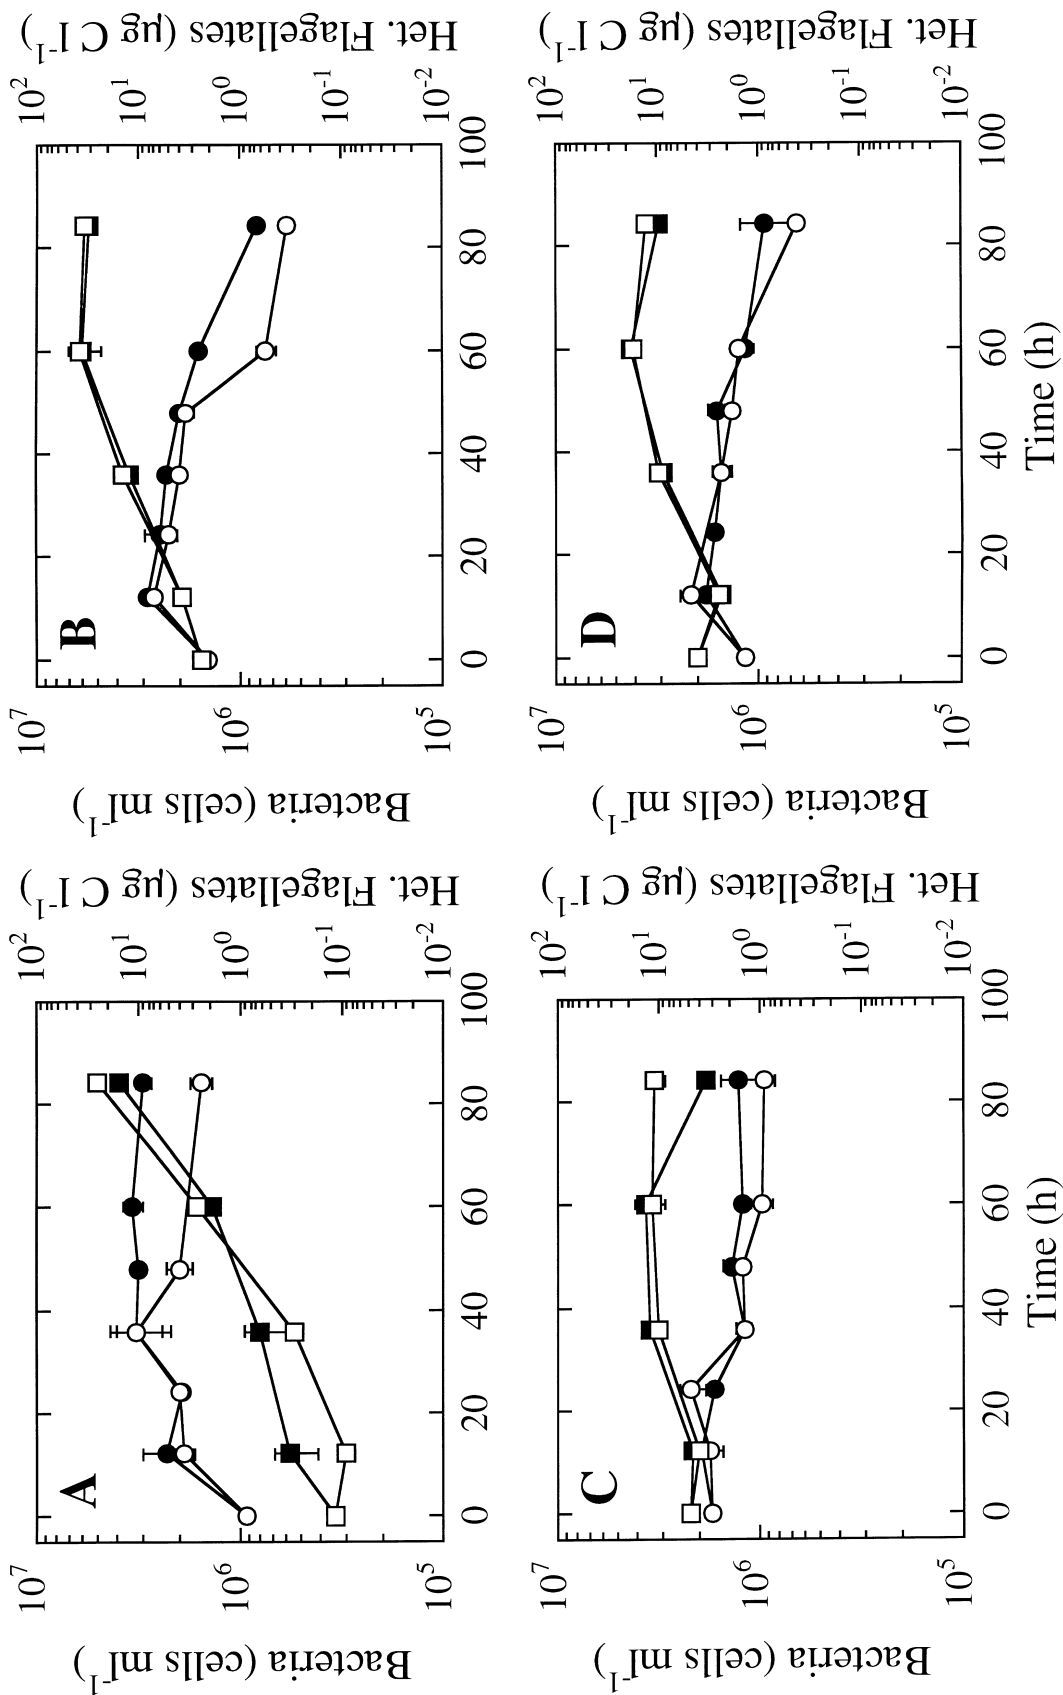 A
10⁷
10⁶
10⁵
Bacteria (cells ml⁻¹)
10²
10¹
10⁰
10⁻¹
10⁻²
Het. Flagellates (µg C l⁻¹)
0 20 40 60 80 100
B
10⁷
10⁶
10⁵
Bacteria (cells ml⁻¹)
10²
10¹
10⁰
10⁻¹
10⁻²
Het. Flagellates (µg C l⁻¹)
0 20 40 60 80 100
C
10⁷
10⁶
10⁵
Bacteria (cells ml⁻¹)
10²
10¹
10⁰
10⁻¹
10⁻²
Het. Flagellates (µg C l⁻¹)
0 20 40 60 80 100
Time (h)
D
10⁷
10⁶
10⁵
Bacteria (cells ml⁻¹)
10²
10¹
10⁰
10⁻¹
10⁻²
Het. Flagellates (µg C l⁻¹)
0 20 40 60 80 100
Time (h)